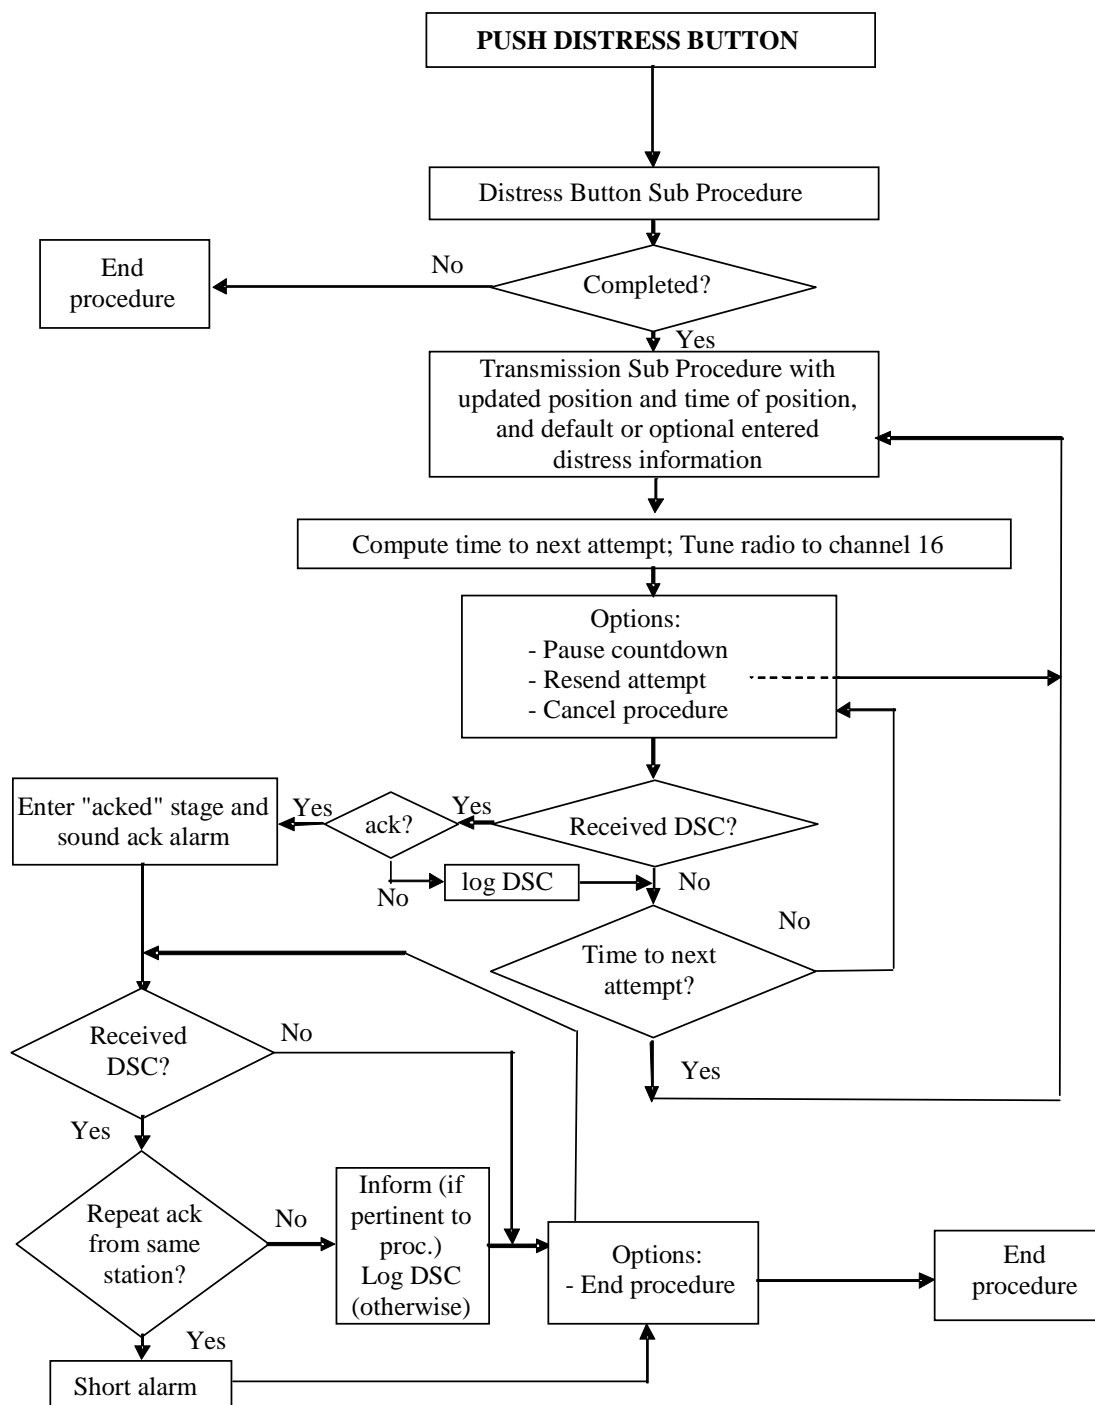 PUSH DISTRESS BUTTON
Distress Button Sub Procedure
End
procedure
No
Completed?
Yes
Transmission Sub Procedure with
updated position and time of position,
and default or optional entered
distress information
Compute time to next attempt; Tune radio to channel 16
Options:
- Pause countdown
- Resend attempt
- Cancel procedure
Enter "acked" stage and
sound ack alarm
Yes
ack?
Yes
Received DSC?
No
log DSC
No
Time to next
attempt?
No
Yes
Received
DSC?
No
Yes
Repeat ack
from same
station?
No
Inform (if
pertinent to
proc.)
Log DSC
(otherwise)
Options:
- End procedure
End
procedure
Yes
Short alarm